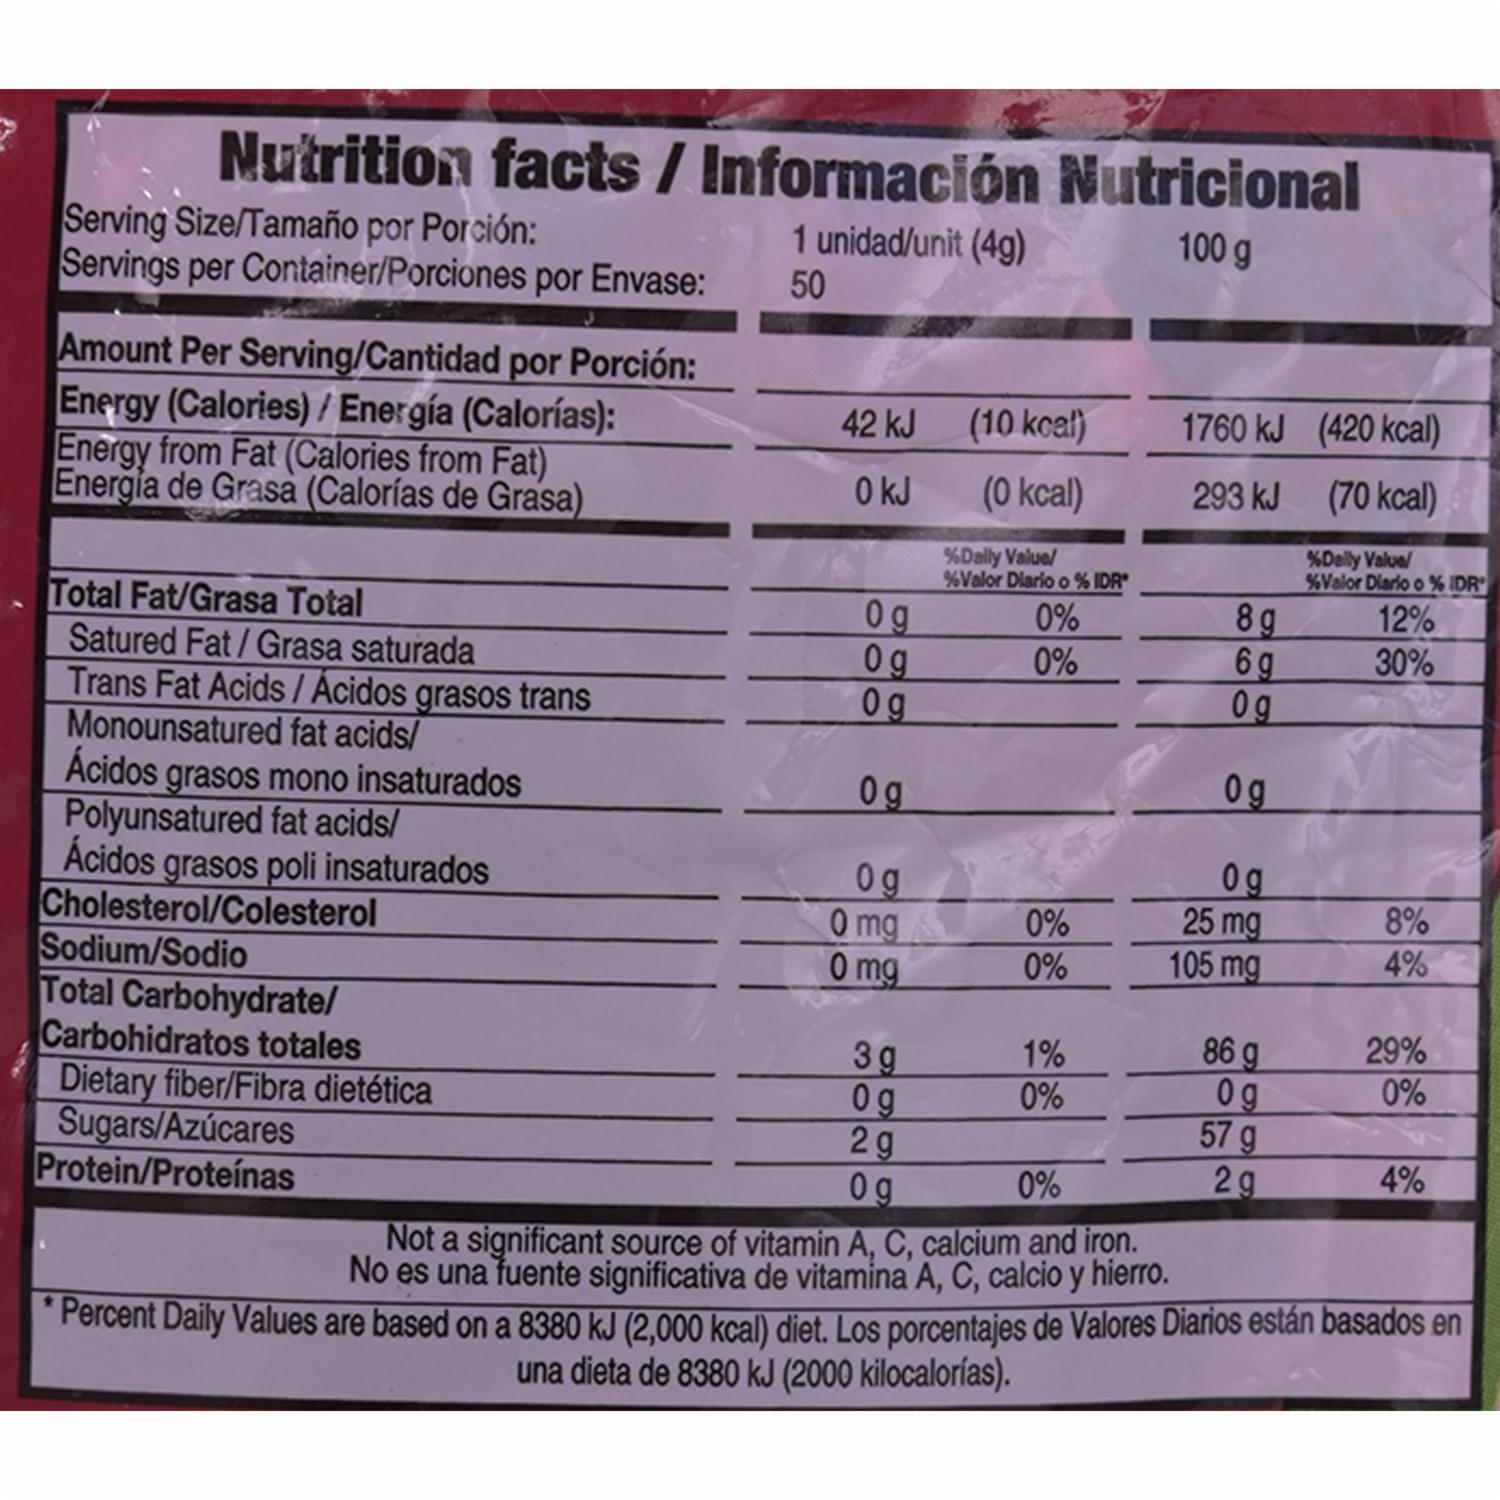 Nutrition facts / Información Nutricional
Serving Size/Tamaño por Porción: 1 unidad/unit (4g) 100 g
Servings per Container/Porciones por Envase: 50
Amount Per Serving/Cantidad por Porción:
Energy (Calories) / Energía (Calorías): 42 kJ (10 kcal) 1760 kJ (420 kcal)
Energy from Fat (Calories from Fat)
Energía de Grasa (Calorías de Grasa) 0 kJ (0 kcal) 293 kJ (70 kcal)
%Daily Value/ %Daily Value/
%Valor Diario o % IDR* %Valor Diario o % IDR*
Total Fat/Grasa Total 0 g 0% 8 g 12%
Satured Fat / Grasa saturada 0 g 0% 6 g 30%
Trans Fat Acids / Ácidos grasos trans 0 g 0 g
Monounsatured fat acids/
Ácidos grasos mono insaturados 0 g 0 g
Polyunsatured fat acids/
Ácidos grasos poli insaturados 0 g 0 g
Cholesterol/Colesterol 0 mg 0% 25 mg 8%
Sodium/Sodio 0 mg 0% 105 mg 4%
Total Carbohydrate/
Carbohidratos totales 3 g 1% 86 g 29%
Dietary fiber/Fibra dietética 0 g 0% 0 g 0%
Sugars/Azúcares 2 g 57 g
Protein/Proteínas 0 g 0% 2 g 4%
Not a significant source of vitamin A, C, calcium and iron.
No es una fuente significativa de vitamina A, C, calcio y hierro.
* Percent Daily Values are based on a 8380 kJ (2,000 kcal) diet. Los porcentajes de Valores Diarios están basados en
una dieta de 8380 kJ (2000 kilocalorías).